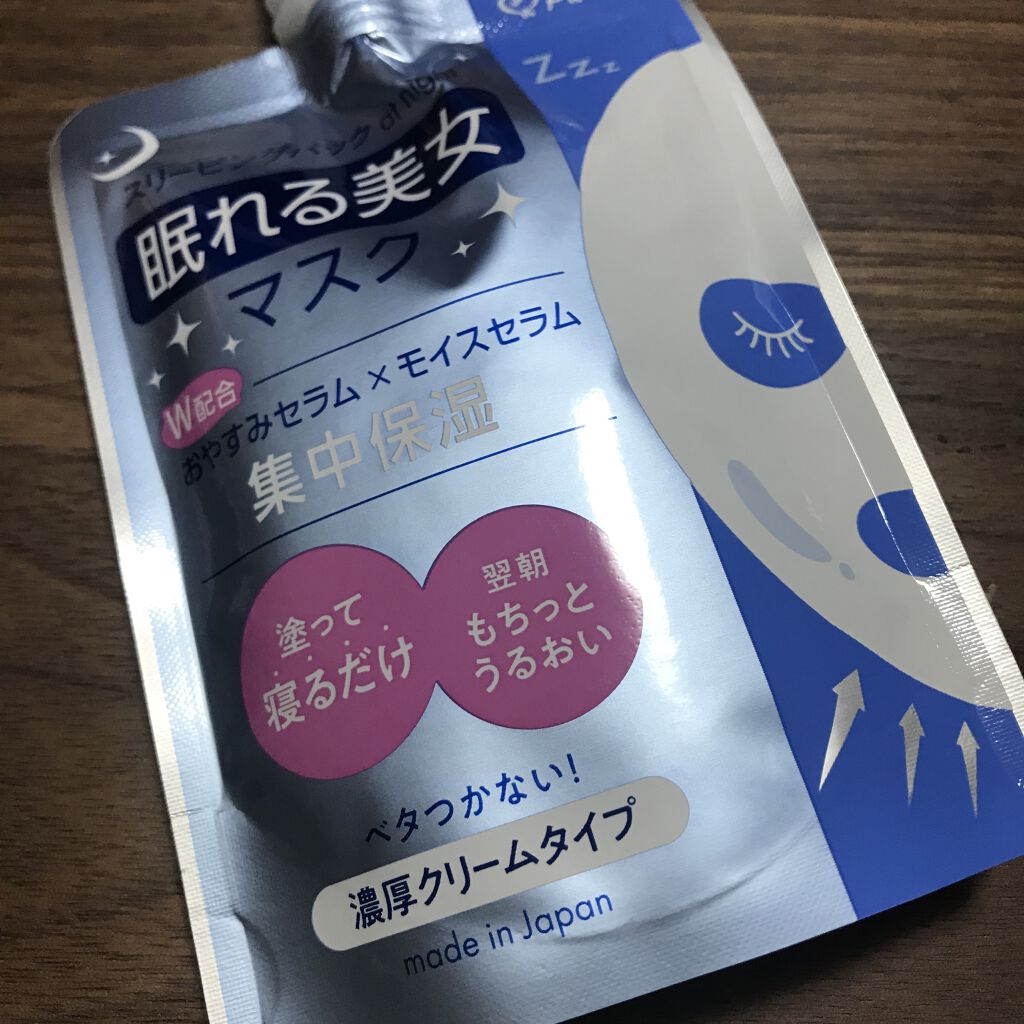 zzz
スリーピングパック at night
眠れる美女
マスク
W配合
おやすみセラム×モイスセラム
集中保湿
塗って
寝るだけ
翌朝
もちっと
うるおい
ベタつかない!
濃厚クリームタイプ
made in Japan